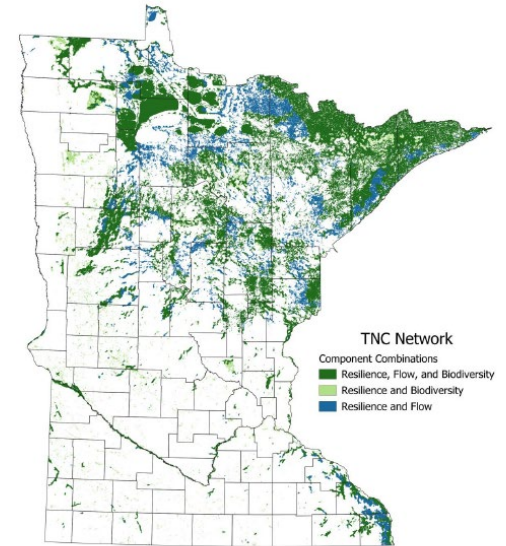 TNC Network
Component Combinations
Resilience, Flow, and Biodiversity
Resilience and Biodiversity
Resilience and Flow